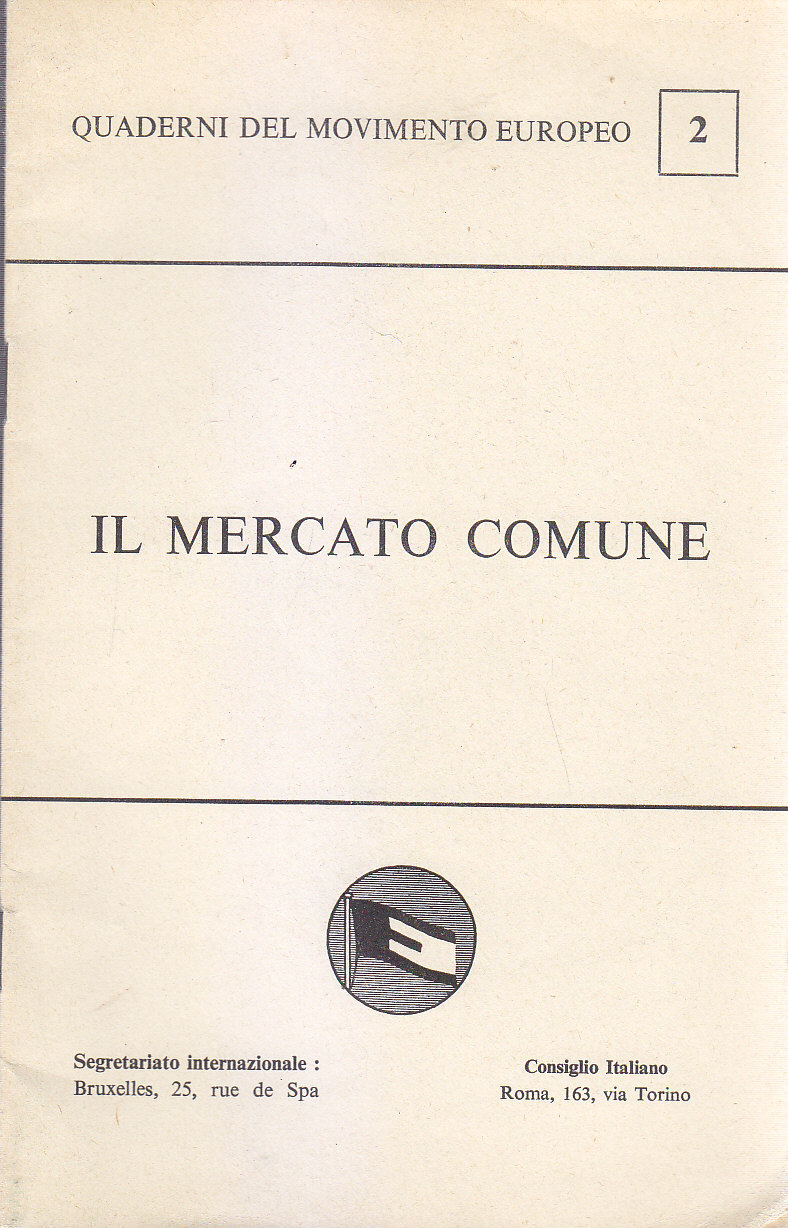 QUADERNI DEL MOVIMENTO EUROPEO 2
IL MERCATO COMUNE
Segretariato internazionale :
Bruxelles, 25, rue de Spa
Consiglio Italiano
Roma, 163, via Torino